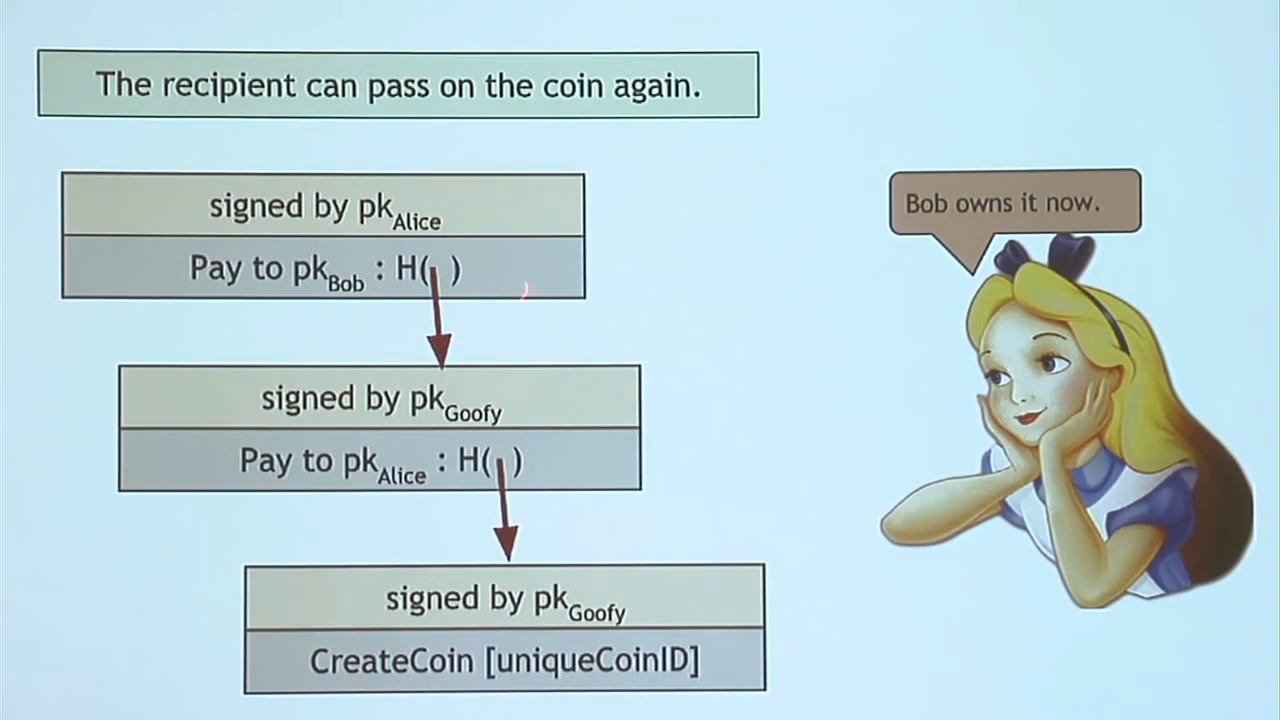 The recipient can pass on the coin again.
signed by pkAlice
Pay to pkBob : H( )
Bob owns it now.
signed by pkGoofy
Pay to pkAlice : H( )
signed by pkGoofy
CreateCoin [uniqueCoinID]